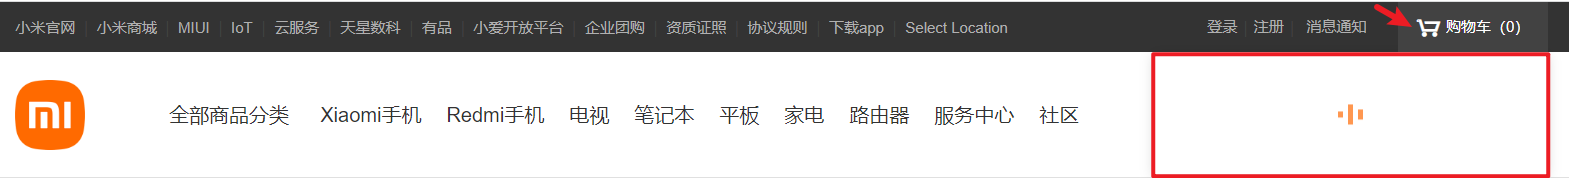 小米官网 小米商城 MIUI IoT 云服务 天星数科 有品 小爱开放平台 企业团购 资质证照 协议规则 下载app Select Location 登录 注册 消息通知 购物车（0）
mi 全部商品分类 Xiaomi手机 Redmi手机 电视 笔记本 平板 家电 路由器 服务中心 社区